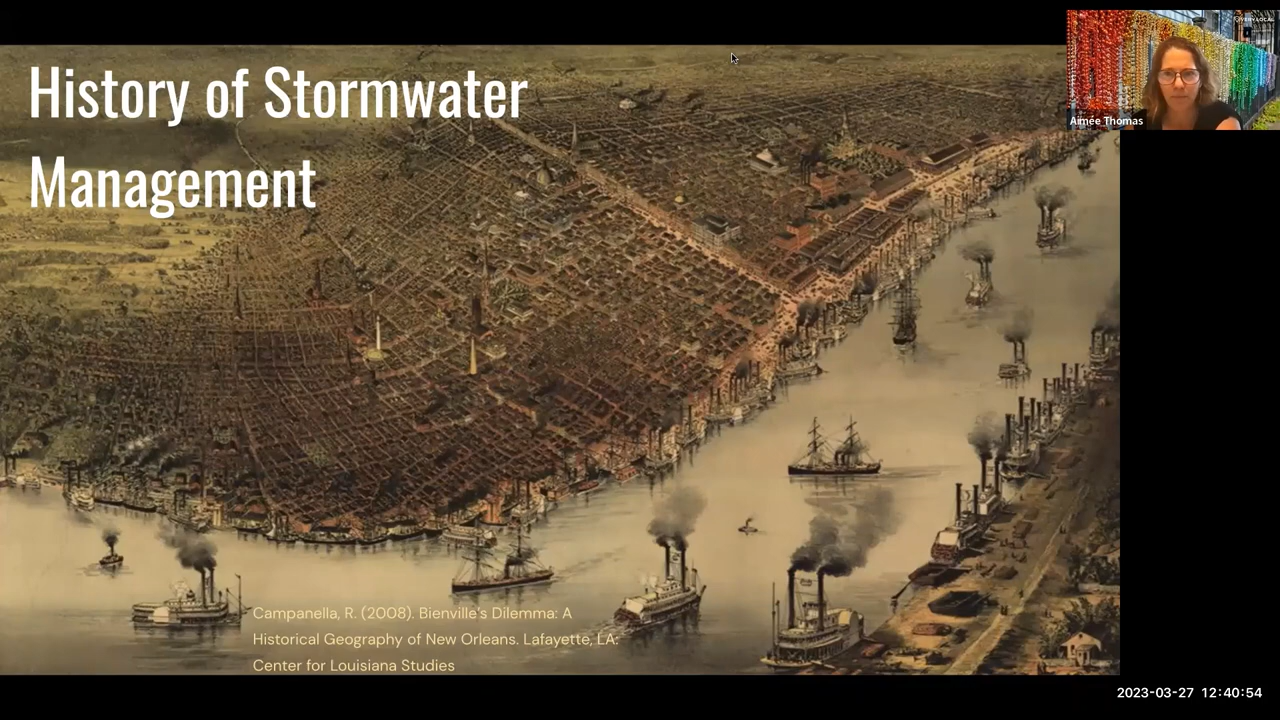 History of Stormwater
Management
Aimée Thomas
Campanella, R. (2008). Bienville's Dilemma: A
Historical Geography of New Orleans. Lafayette, LA:
Center for Louisiana Studies
2023-03-27 12:40:54